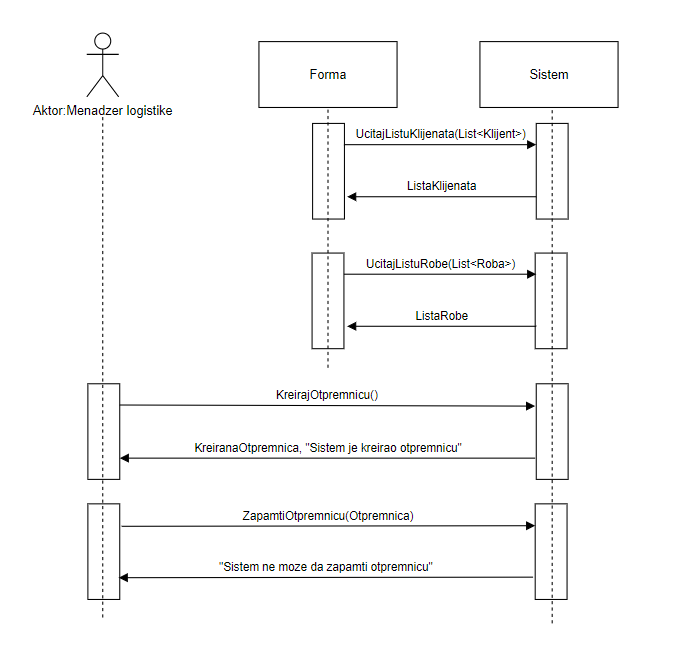 Forma
Sistem
Aktor:Menadzer logistike
UcitajListuKlijenata(List<Klijent>)
ListaKlijenata
UcitajListuRobe(List<Roba>)
ListaRobe
KreirajOtpremnicu()
KreiranaOtpremnica, "Sistem je kreirao otpremnicu"
ZapamtiOtpremnicu(Otpremnica)
"Sistem ne moze da zapamti otpremnicu"